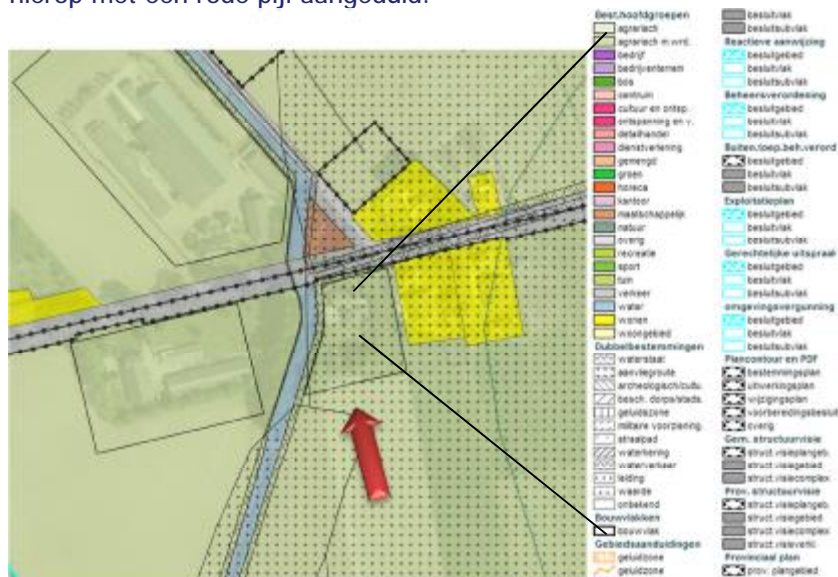 hierop met een rode pijl aangeduid.
Best.hoofdgroepen
agrarisch
agrarisch m.wrd.
bedrijf
bedrijventerrein
bos
centrum
cultuur en ontsp.
ontspanning en v.
detailhandel
dienstverlening
gemengd
groen
horeca
kantoor
maatschappelijk
natuur
overig
recreatie
sport
tuin
verkeer
water
wonen
woongebied
Dubbelbestemmingen
waterstaat
aanvliegroute
archeologisch/cultu.
besch. dorps/stads.
geluidszone
militaire voorziening
straalpad
waterkering
waterverkeer
leiding
waarde
onbekend
Bouwvlakken
bouwvlak
Gebiedsaanduidingen
geluidzone
geluidzone
besluitvlak
besluitsubvlak
Reactieve aanwijzing
besluitgebied
besluitvlak
besluitsubvlak
Beheersverordening
besluitgebied
besluitvlak
besluitsubvlak
Buiten.toep.beh.verord
besluitgebied
besluitvlak
besluitsubvlak
Exploitatieplan
besluitgebied
besluitvlak
besluitsubvlak
Gerechtelijke uitspraak
besluitgebied
besluitvlak
besluitsubvlak
omgevingsvergunning
besluitgebied
besluitvlak
besluitsubvlak
Plancontour en PDF
bestemmingsplan
uitwerkingsplan
wijzigingsplan
voorbereidingsbesluit
overig
Gem. structuurvisie
struct.visieplangeb.
struct.visiegebied
struct.visiecomplex
Prov. structuurvisie
struct.visieplangeb.
struct.visiegebied
struct.visiecomplex
struct.visieverkl
Provinciaal plan
prov. plangebied